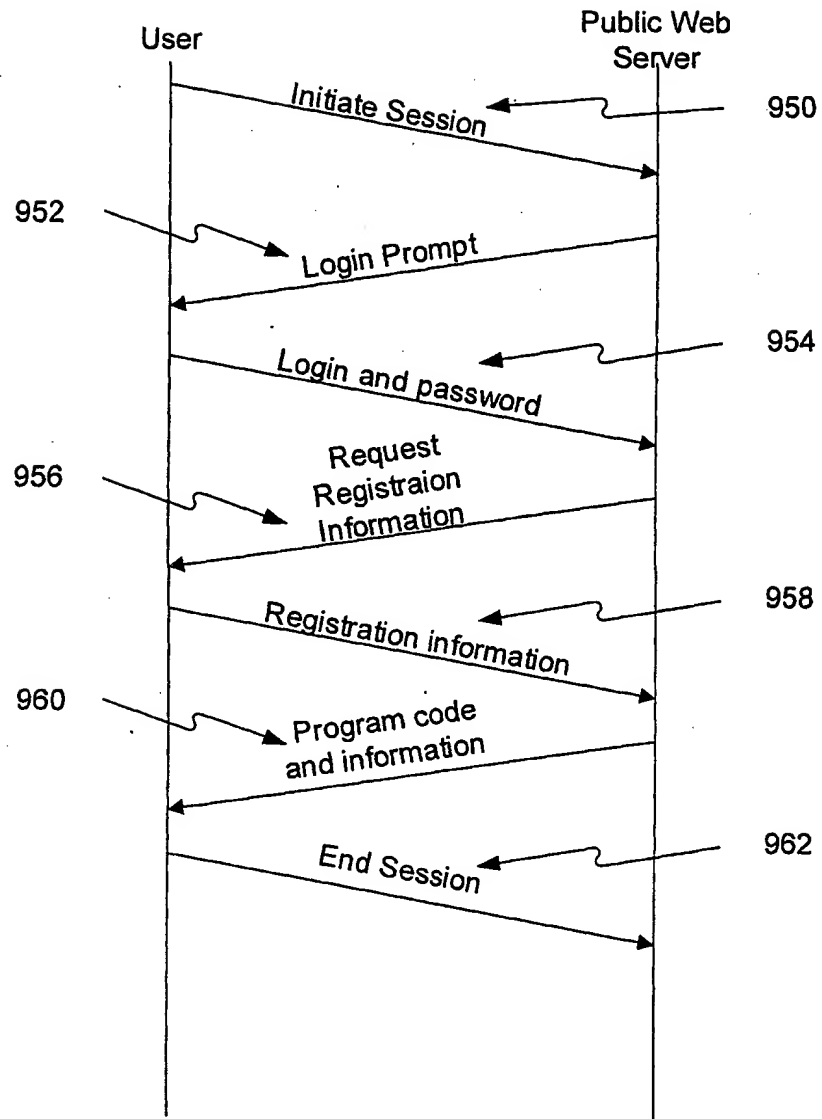 User
Public Web
Server
Initiate Session
950
952
Login Prompt
954
Login and password
956
Request
Registraion
Information
958
Registration information
960
Program code
and information
962
End Session